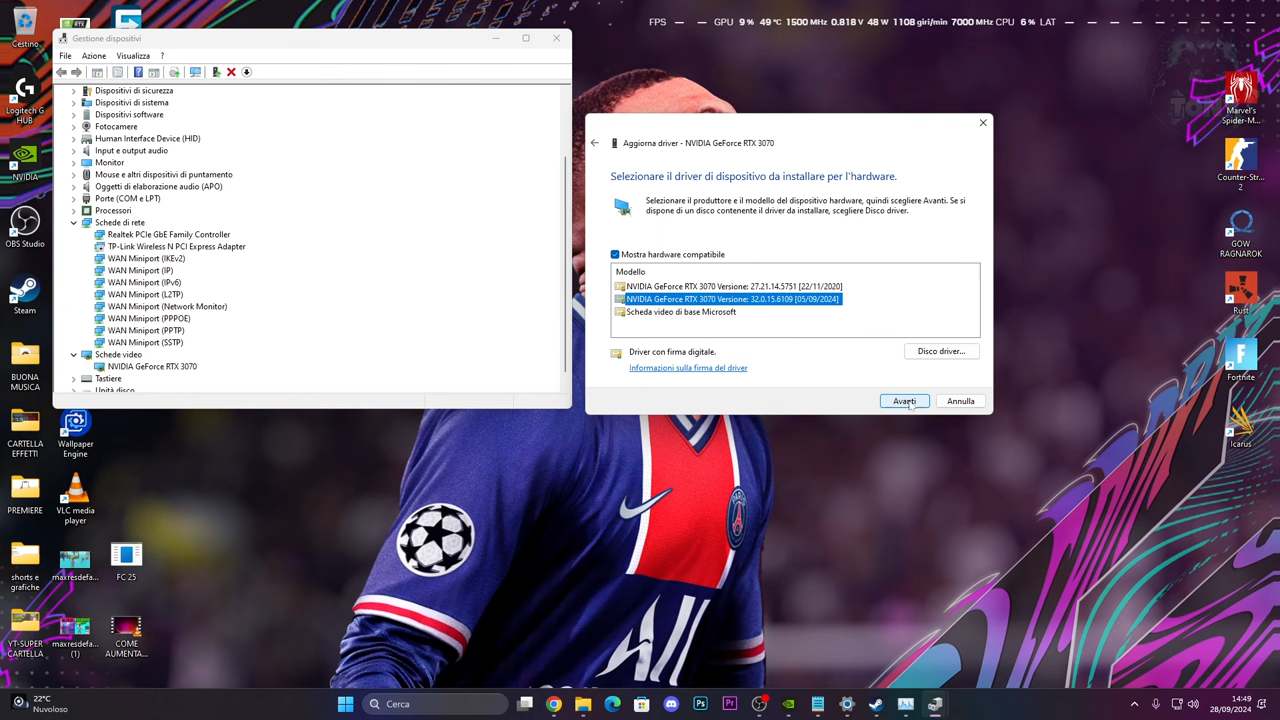 Cestino
RTX
FPS GPU 9 % 49 °C 1500 MHz 0.818 V 48 W 1108 giri/min 7000 MHz CPU 6 % LAT
Gestione dispositivi
File Azione Visualizza ?
Dispositivi di sicurezza
Dispositivi di sistema
Dispositivi software
Fotocamere
Human Interface Device (HID)
Input e output audio
Monitor
Mouse e altri dispositivi di puntamento
Oggetti di elaborazione audio (APO)
Porte (COM e LPT)
Processori
Schede di rete
Realtek PCIe GbE Family Controller
TP-Link Wireless N PCI Express Adapter
WAN Miniport (IKEv2)
WAN Miniport (IP)
WAN Miniport (IPv6)
WAN Miniport (L2TP)
WAN Miniport (Network Monitor)
WAN Miniport (PPPOE)
WAN Miniport (PPTP)
WAN Miniport (SSTP)
Schede video
NVIDIA GeForce RTX 3070
Tastiere
Unità disco
Aggiorna driver - NVIDIA GeForce RTX 3070
Selezionare il driver di dispositivo da installare per l'hardware.
Selezionare il produttore e il modello del dispositivo hardware, quindi scegliere Avanti. Se si
dispone di un disco contenente il driver da installare, scegliere Disco driver.
Mostra hardware compatibile
Modello
NVIDIA GeForce RTX 3070 Versione: 27.21.14.5751 [22/11/2020]
NVIDIA GeForce RTX 3070 Versione: 32.0.15.6109 [05/09/2024]
Scheda video di base Microsoft
Driver con firma digitale.
Disco driver...
Informazioni sulla firma del driver
Avanti
Annulla
Logitech G
HUB
NVIDIA
OBS Studio
Steam
BUONA
MUSICA
CARTELLA
EFFETTI
Wallpaper
Engine
PREMIERE
VLC media
player
shorts e
grafiche
maxresdefa...
FC 25
YT-SUPER
CARTELLA
maxresdefa...
(1)
COME
AUMENTA...
Marvel's
Spider-M...
Counter-Str...
2
GOW
RAGNAROK
Rust
Fortnite
Icarus
22°C
Nuvoloso
Cerca
14:49
28/09/2024